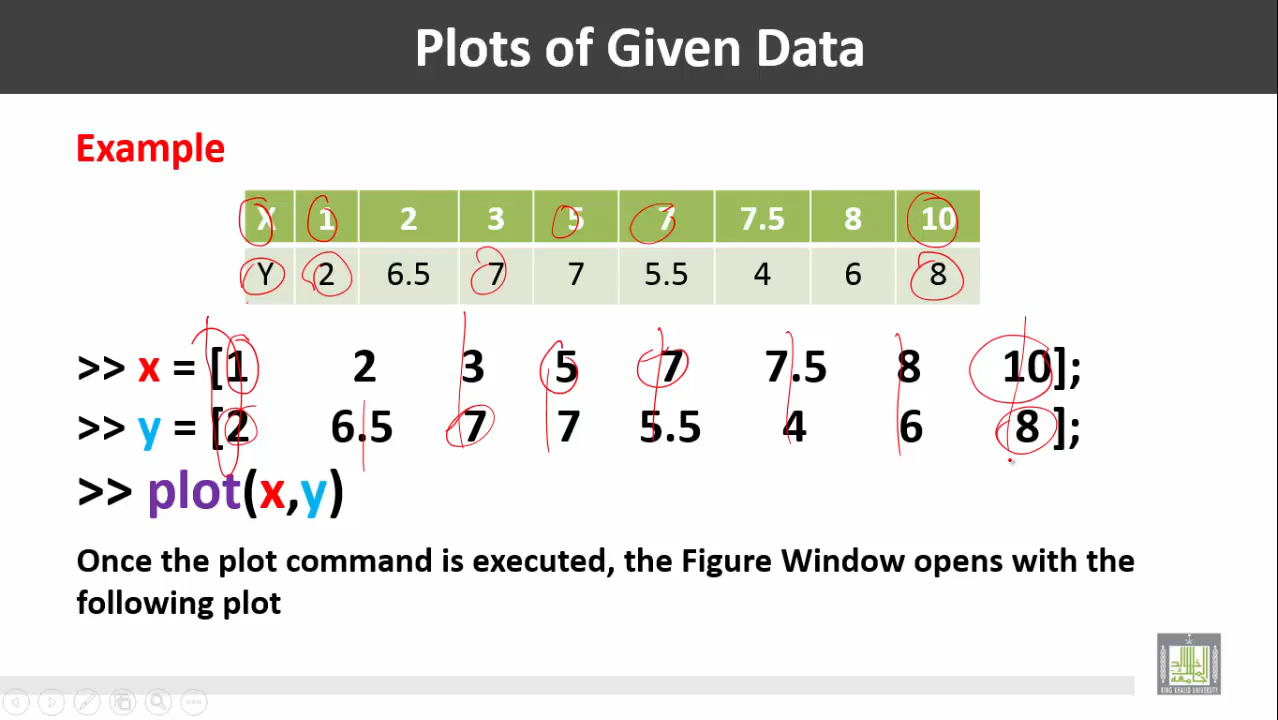 Plots of Given Data
Example
X 1 2 3 5 7 7.5 8 10
Y 2 6.5 7 7 5.5 4 6 8
>> x = [1 2 3 5 7 7.5 8 10];
>> y = [2 6.5 7 7 5.5 4 6 8 ];
>> plot(x,y)
Once the plot command is executed, the Figure Window opens with the
following plot
KING KHALID UNIVERSITY